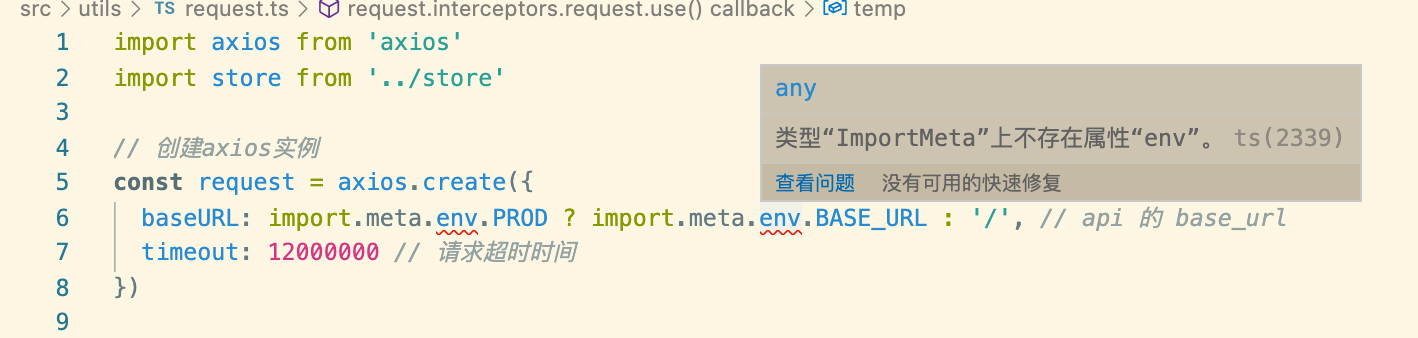 src > utils > TS request.ts > request.interceptors.request.use() callback > temp
1 import axios from 'axios'
2 import store from '../store'
3
4 // 创建axios实例
5 const request = axios.create({
6 baseURL: import.meta.env.PROD ? import.meta.env.BASE_URL : '/', // api 的 base_url
7 timeout: 12000000 // 请求超时时间
8 })
9
any
类型“ImportMeta”上不存在属性“env”。 ts(2339)
查看问题 没有可用的快速修复